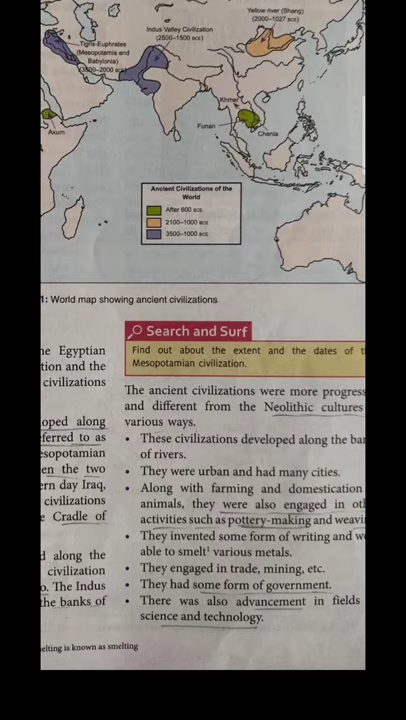 Yellow river (Shang)
(2000–1027 BCE)
Indus Valley Civilization
(2500–1500 BCE)
Tigris-Euphrates
(Mesopotamia and
Babylonia)
(3500–2000 BCE)
Khmer
Funan
Chenla
Axum
Ancient Civilizations of the
World
After 600 BCE
2100–1000 BCE
3500–1000 BCE
1: World map showing ancient civilizations
he Egyptian
tion and the
civilizations
oped along
eferred to as
esopotamian
en the two
ern day Iraq,
civilizations
e Cradle of
d along the
civilization
o. The Indus
the banks of
Search and Surf
Find out about the extent and the dates of t
Mesopotamian civilization.
The ancient civilizations were more progress
and different from the Neolithic cultures
various ways.
• These civilizations developed along the ba
of rivers.
• They were urban and had many cities.
• Along with farming and domestication
animals, they were also engaged in ot
activities such as pottery-making and weavi
• They invented some form of writing and w
able to smelt¹ various metals.
• They engaged in trade, mining, etc.
• They had some form of government.
• There was also advancement in fields
science and technology.
elting is known as smelting